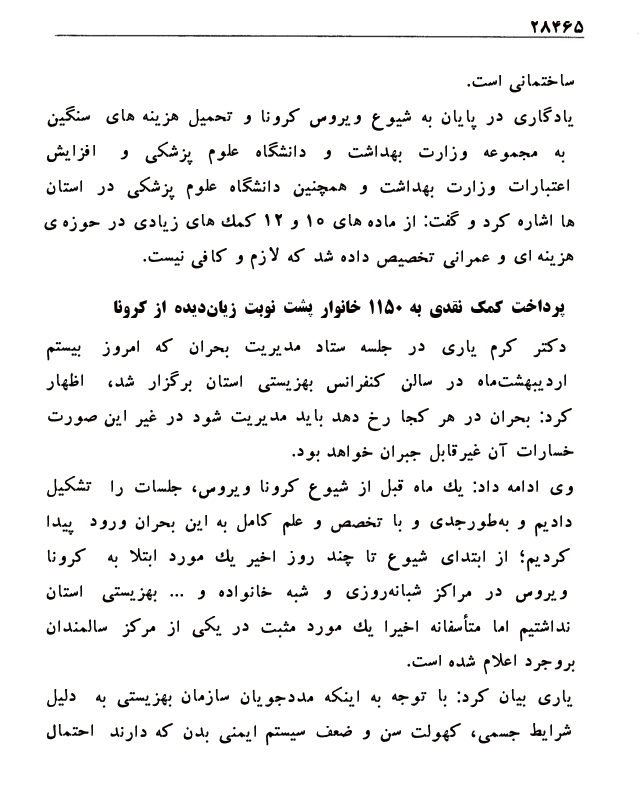 ۲۸۴۶۵
ساختمانی است.
یادگاری در پایان به شیوع ویروس کرونا و تحمیل هزینه های سنگین
به مجموعه وزارت بهداشت و دانشگاه علوم پزشکی و افزایش
اعتبارات وزارت بهداشت و همچنین دانشگاه علوم پزشکی در استان
ها اشاره کرد و گفت: از ماده های ۱۰ و ۱۲ کمك های زیادی در حوزه ی
هزینه ای و عمرانی تخصیص داده شد که لازم و کافی نیست.
پرداخت کمک نقدی به ۱۱۵۰ خانوار پشت نوبت زیان‌دیده از کرونا
دکتر کرم یاری در جلسه ستاد مدیریت بحران که امروز بیستم
اردیبهشت‌ماه در سالن کنفرانس بهزیستی استان برگزار شد، اظهار
کرد: بحران در هر کجا رخ دهد باید مدیریت شود در غیر این صورت
خسارات آن غیرقابل جبران خواهد بود.
وی ادامه داد: یك ماه قبل از شیوع کرونا ویروس، جلسات را تشکیل
دادیم و به‌طورجدی و با تخصص و علم کامل به این بحران ورود پیدا
کردیم؛ از ابتدای شیوع تا چند روز اخیر یك مورد ابتلا به کرونا
ویروس در مراکز شبانه‌روزی و شبه خانواده و ... بهزیستی استان
نداشتیم اما متأسفانه اخیرا یك مورد مثبت در یکی از مرکز سالمندان
بروجرد اعلام شده است.
یاری بیان کرد: با توجه به اینکه مددجویان سازمان بهزیستی به دلیل
شرایط جسمی، کهولت سن و ضعف سیستم ایمنی بدن که دارند احتمال